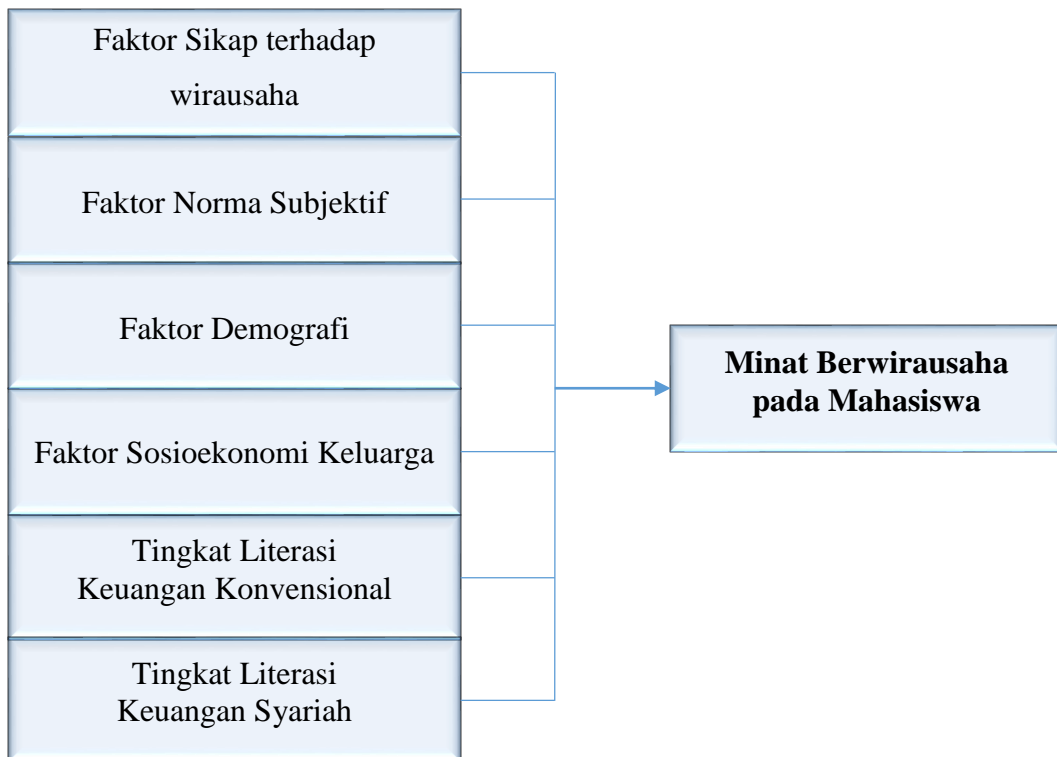 Faktor Sikap terhadap
wirausaha
Faktor Norma Subjektif
Faktor Demografi
Faktor Sosioekonomi Keluarga
Tingkat Literasi
Keuangan Konvensional
Tingkat Literasi
Keuangan Syariah
Minat Berwirausaha
pada Mahasiswa